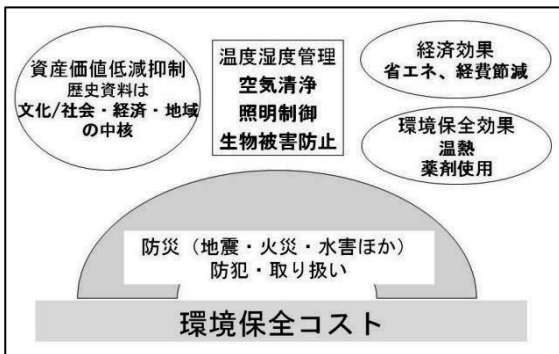 資産価値低減抑制
歴史資料は
文化/社会・経済・地域
の中核
温度湿度管理
空気清浄
照明制御
生物被害防止
経済効果
省エネ、経費節減
環境保全効果
温熱
薬剤使用
防災(地震・火災・水害ほか)
防犯・取り扱い
環境保全コスト